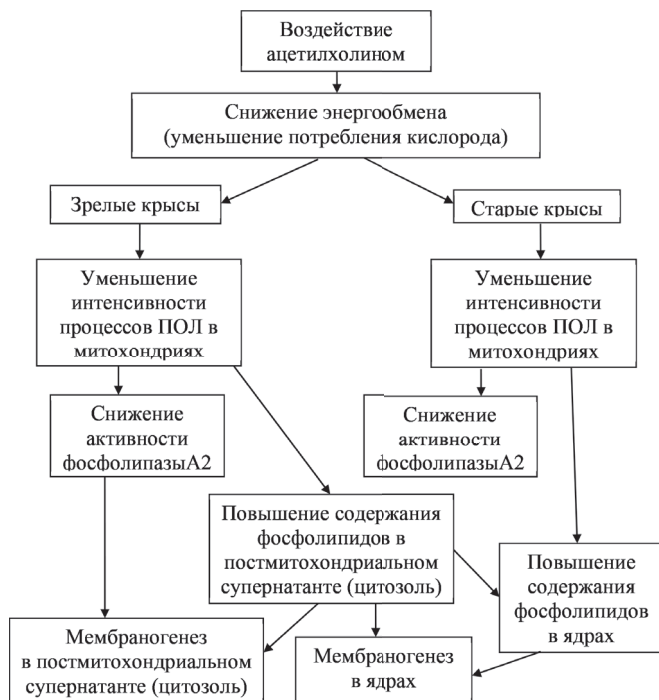 Воздействие
ацетилхолином
Снижение энергообмена
(уменьшение потребления кислорода)
Зрелые крысы
Старые крысы
Уменьшение
интенсивности
процессов ПОЛ в
митохондриях
Уменьшение
интенсивности
процессов ПОЛ в
митохондриях
Снижение
активности
фосфолипазыА2
Снижение
активности
фосфолипазыА2
Повышение содержания
фосфолипидов в
постмитохондриальном
супернатанте (цитозоль)
Повышение
содержания
фосфолипидов
в ядрах
Мембраногенез
в постмитохондриальном
супернатанте (цитозоль)
Мембраногенез
в ядрах